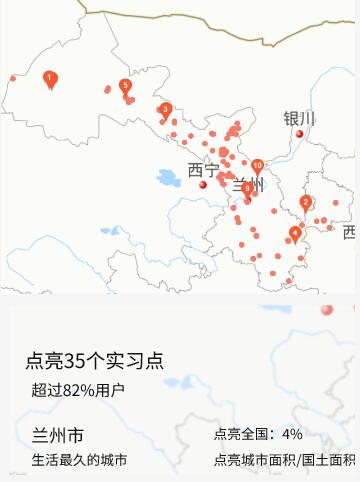 1
5
3
银川
西宁
10
兰州
9
2
4
西
点亮35个实习点
超过82%用户
兰州市
点亮全国：4%
生活最久的城市
点亮城市面积/国土面积